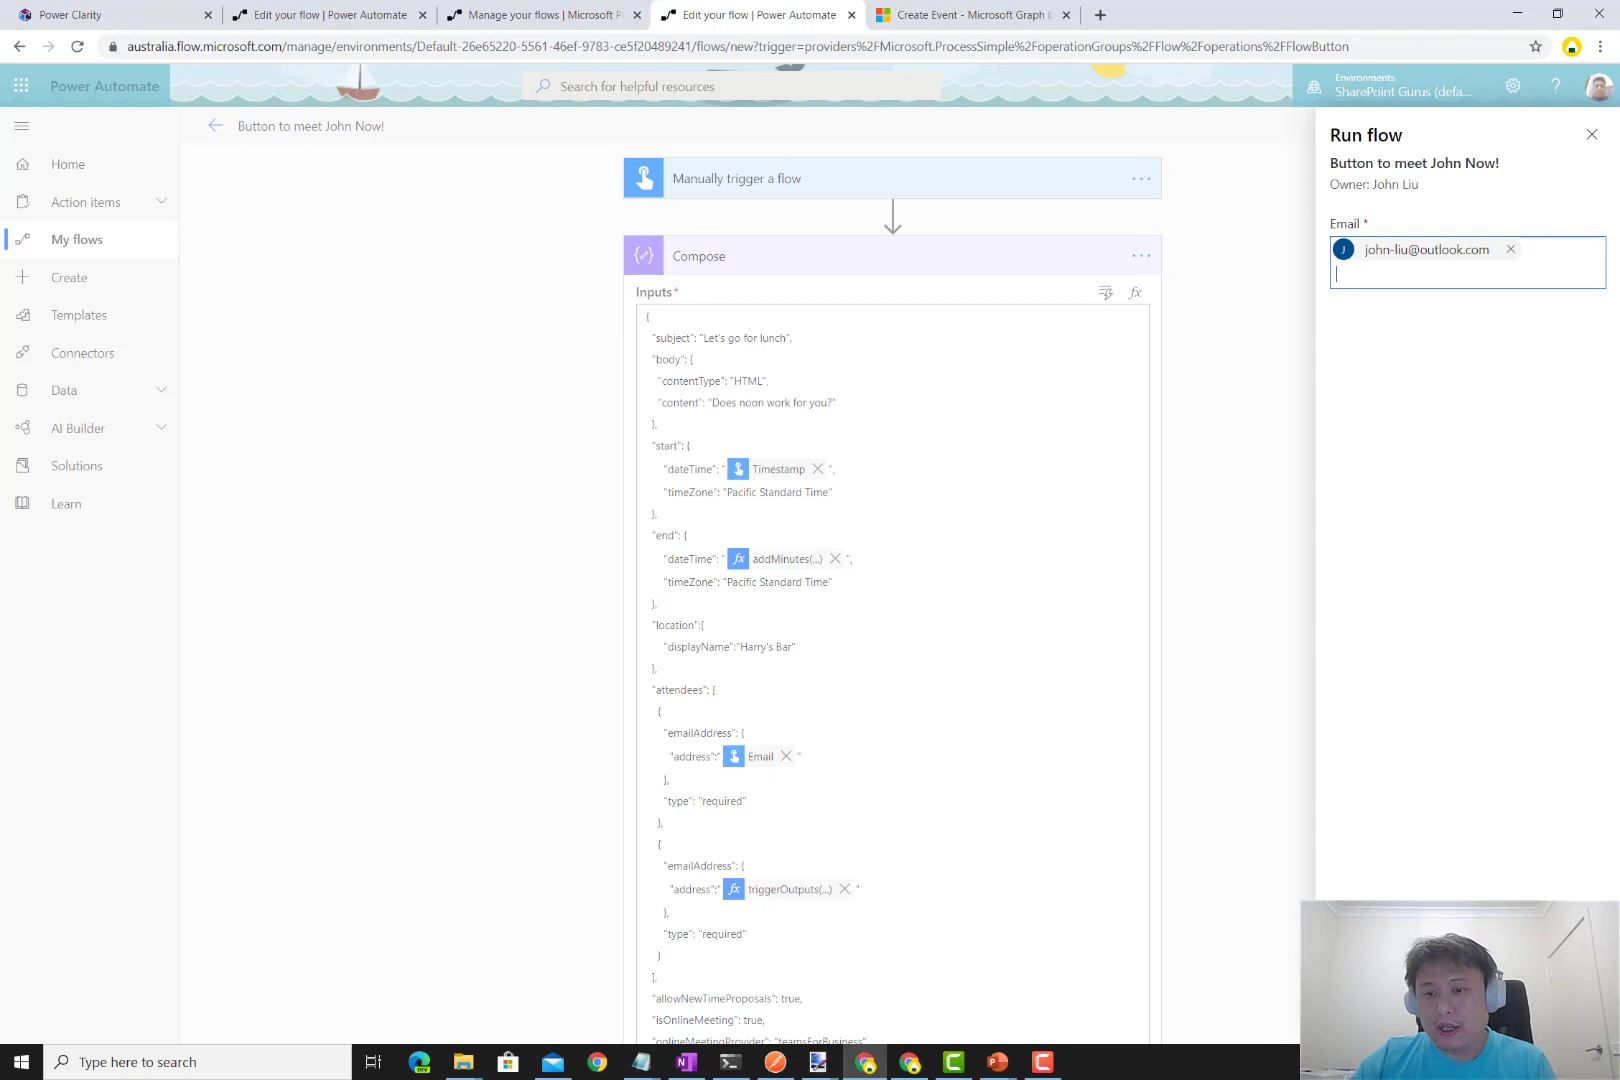 Power Clarity
Edit your flow | Power Automate
Manage your flows | Microsoft P
Edit your flow | Power Automate
Create Event - Microsoft Graph b
australia.flow.microsoft.com/manage/environments/Default-26e65220-5561-46ef-9783-ce5f20489241/flows/new?trigger=providers%2FMicrosoft.ProcessSimple%2FoperationGroups%2FFlow%2Foperations%2FFlowButton
Power Automate
Search for helpful resources
Environments
SharePoint Gurus (defa...
Button to meet John Now!
Home
Action items
My flows
Create
Templates
Connectors
Data
AI Builder
Solutions
Learn
Manually trigger a flow
Compose
Inputs*
{
"subject": "Let's go for lunch",
"body": {
"contentType": "HTML",
"content": "Does noon work for you?"
},
"start": {
"dateTime": " Timestamp ",
"timeZone": "Pacific Standard Time"
},
"end": {
"dateTime": " fx addMinutes(...) ",
"timeZone": "Pacific Standard Time"
},
"location":{
"displayName":"Harry's Bar"
},
"attendees": [
{
"emailAddress": {
"address":" Email "
},
"type": "required"
},
{
"emailAddress": {
"address":" fx triggerOutputs(...) "
},
"type": "required"
}
],
"allowNewTimeProposals": true,
"isOnlineMeeting": true,
"onlineMeetingProvider": "teamsForBusiness"
Run flow
Button to meet John Now!
Owner: John Liu
Email *
J john-liu@outlook.com
Type here to search